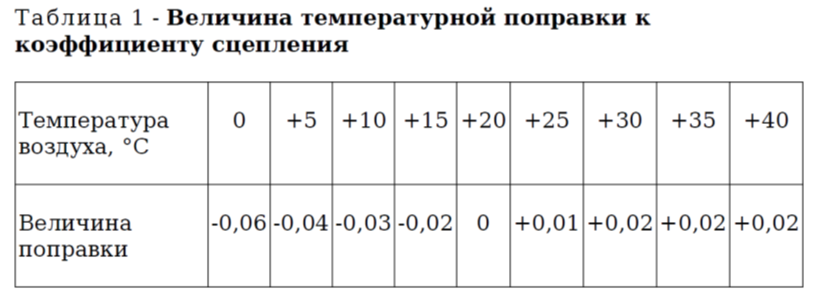 Таблица 1 - Величина температурной поправки к
коэффициенту сцепления
Температура воздуха, °С 0 +5 +10 +15 +20 +25 +30 +35 +40
Величина поправки -0,06 -0,04 -0,03 -0,02 0 +0,01 +0,02 +0,02 +0,02